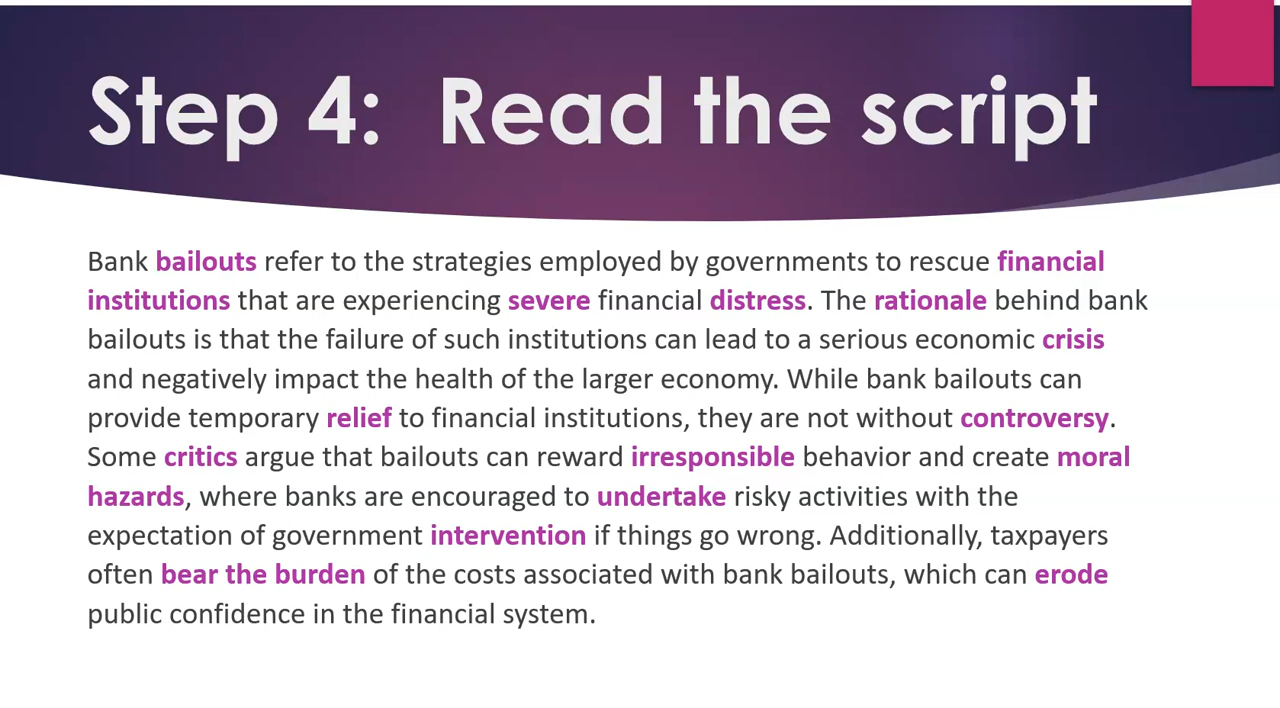 Step 4:  Read the script
Bank bailouts refer to the strategies employed by governments to rescue financial
institutions that are experiencing severe financial distress. The rationale behind bank
bailouts is that the failure of such institutions can lead to a serious economic crisis
and negatively impact the health of the larger economy. While bank bailouts can
provide temporary relief to financial institutions, they are not without controversy.
Some critics argue that bailouts can reward irresponsible behavior and create moral
hazards, where banks are encouraged to undertake risky activities with the
expectation of government intervention if things go wrong. Additionally, taxpayers
often bear the burden of the costs associated with bank bailouts, which can erode
public confidence in the financial system.